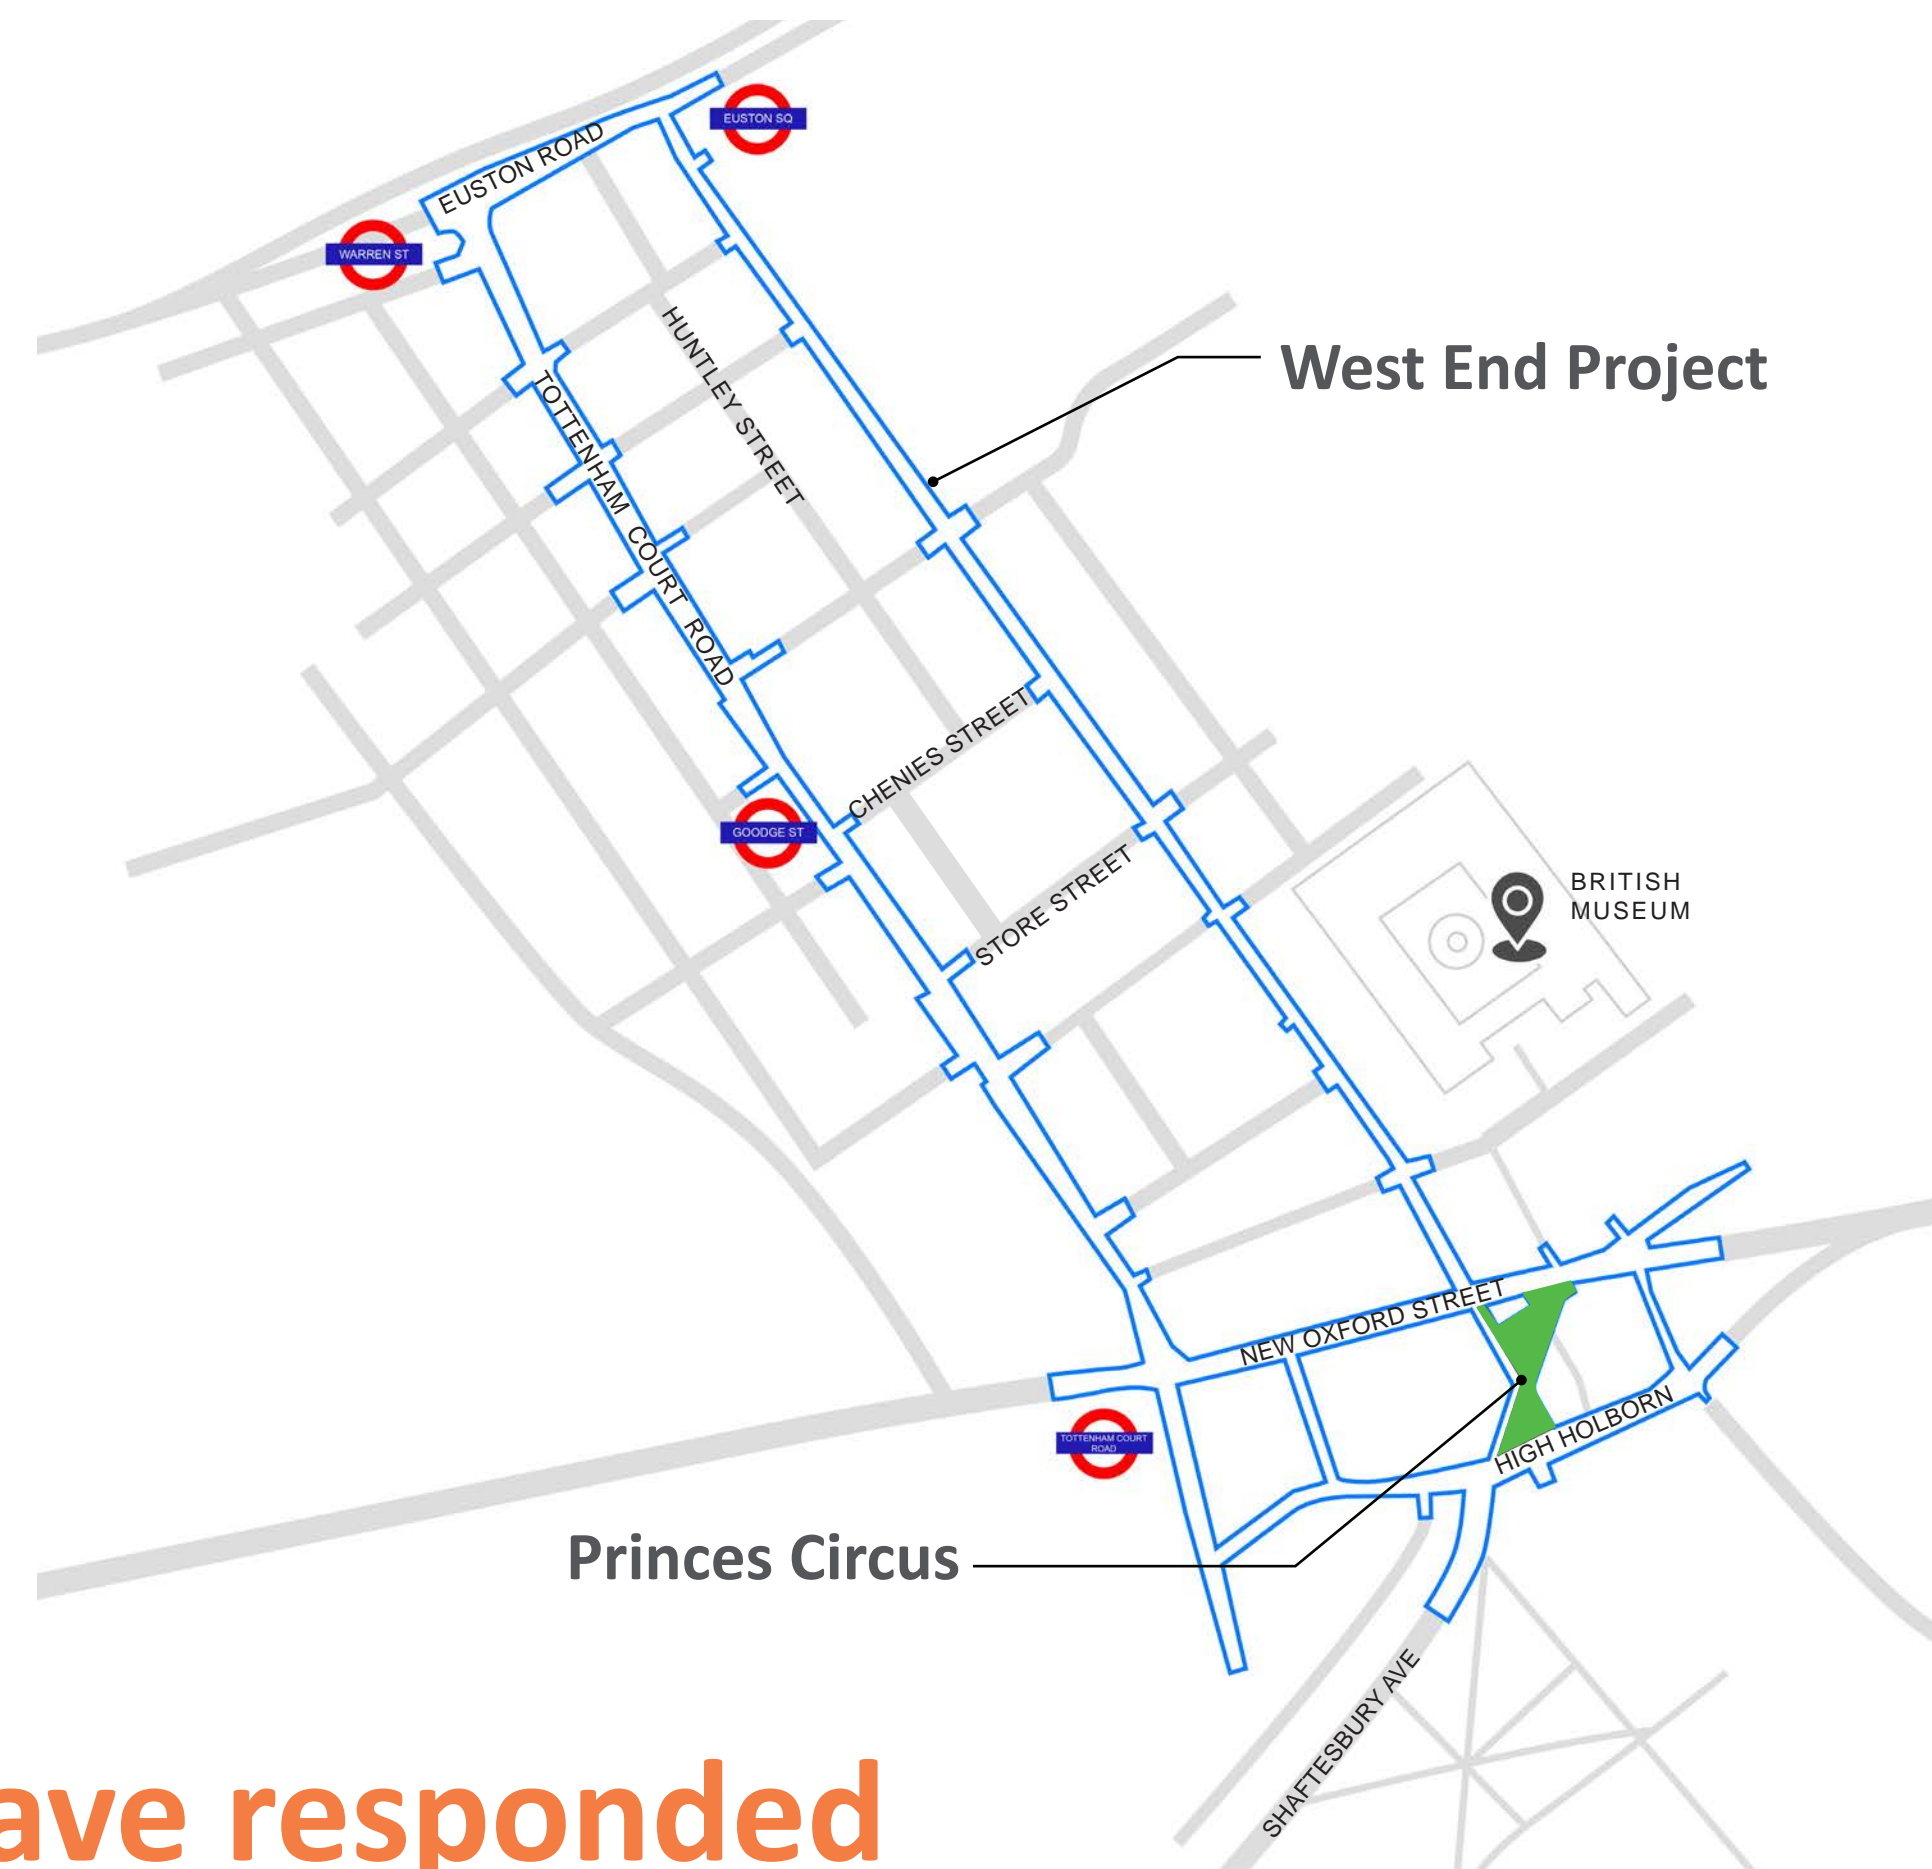 EUSTON SQ
EUSTON ROAD
WARREN ST
HUNTLEY STREET
West End Project
TOTTENHAM COURT ROAD
CHENIES STREET
GOODGE ST
STORE STREET
BRITISH
MUSEUM
NEW OXFORD STREET
HIGH HOLBORN
TOTTENHAM COURT
ROAD
Princes Circus
SHAFTESBURY AVE
ave responded